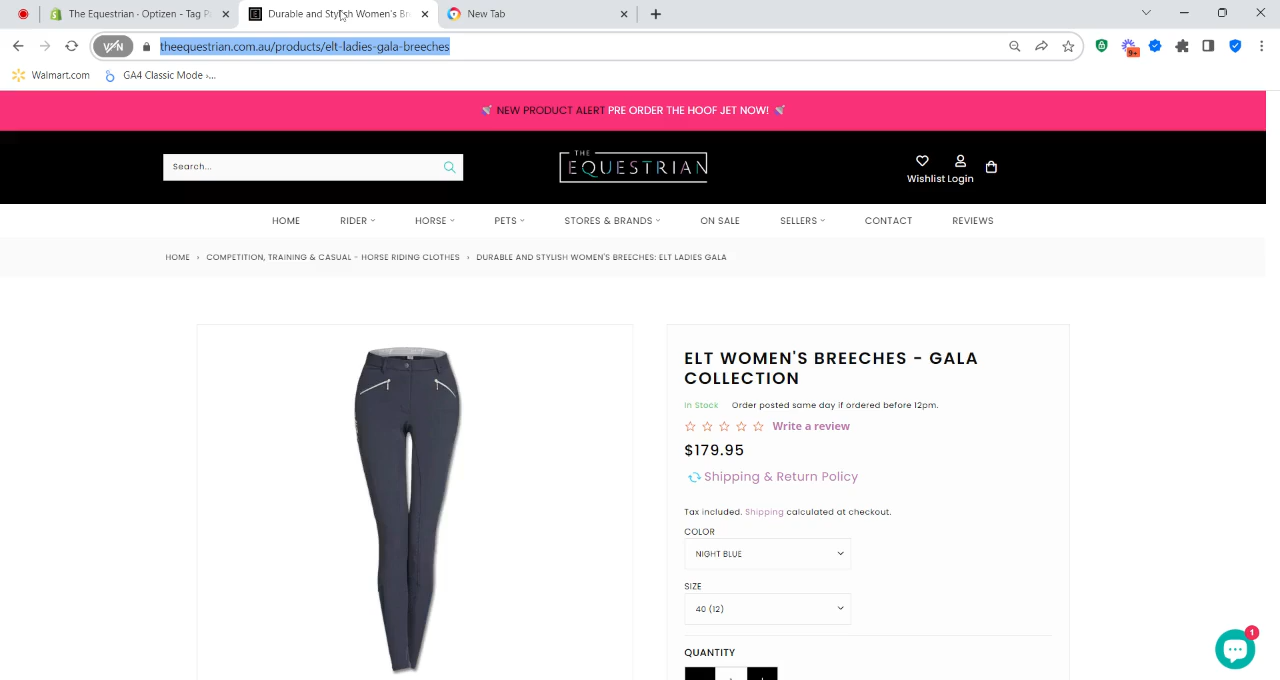 The Equestrian · Optizen - Tag P
Durable and Stylish Women's Br
New Tab
VPN
theequestrian.com.au/products/elt-ladies-gala-breeches
9+
Walmart.com
GA4 Classic Mode ›...
NEW PRODUCT ALERT PRE ORDER THE HOOF JET NOW!
Search...
THE
EQUESTRIAN
Wishlist Login
HOME RIDER HORSE PETS STORES & BRANDS ON SALE SELLERS CONTACT REVIEWS
HOME › COMPETITION, TRAINING & CASUAL - HORSE RIDING CLOTHES › DURABLE AND STYLISH WOMEN'S BREECHES: ELT LADIES GALA
ELT WOMEN'S BREECHES - GALA
COLLECTION
In Stock Order posted same day if ordered before 12pm.
Write a review
$179.95
Shipping & Return Policy
Tax included. Shipping calculated at checkout.
COLOR
NIGHT BLUE
SIZE
40 (12)
QUANTITY
1